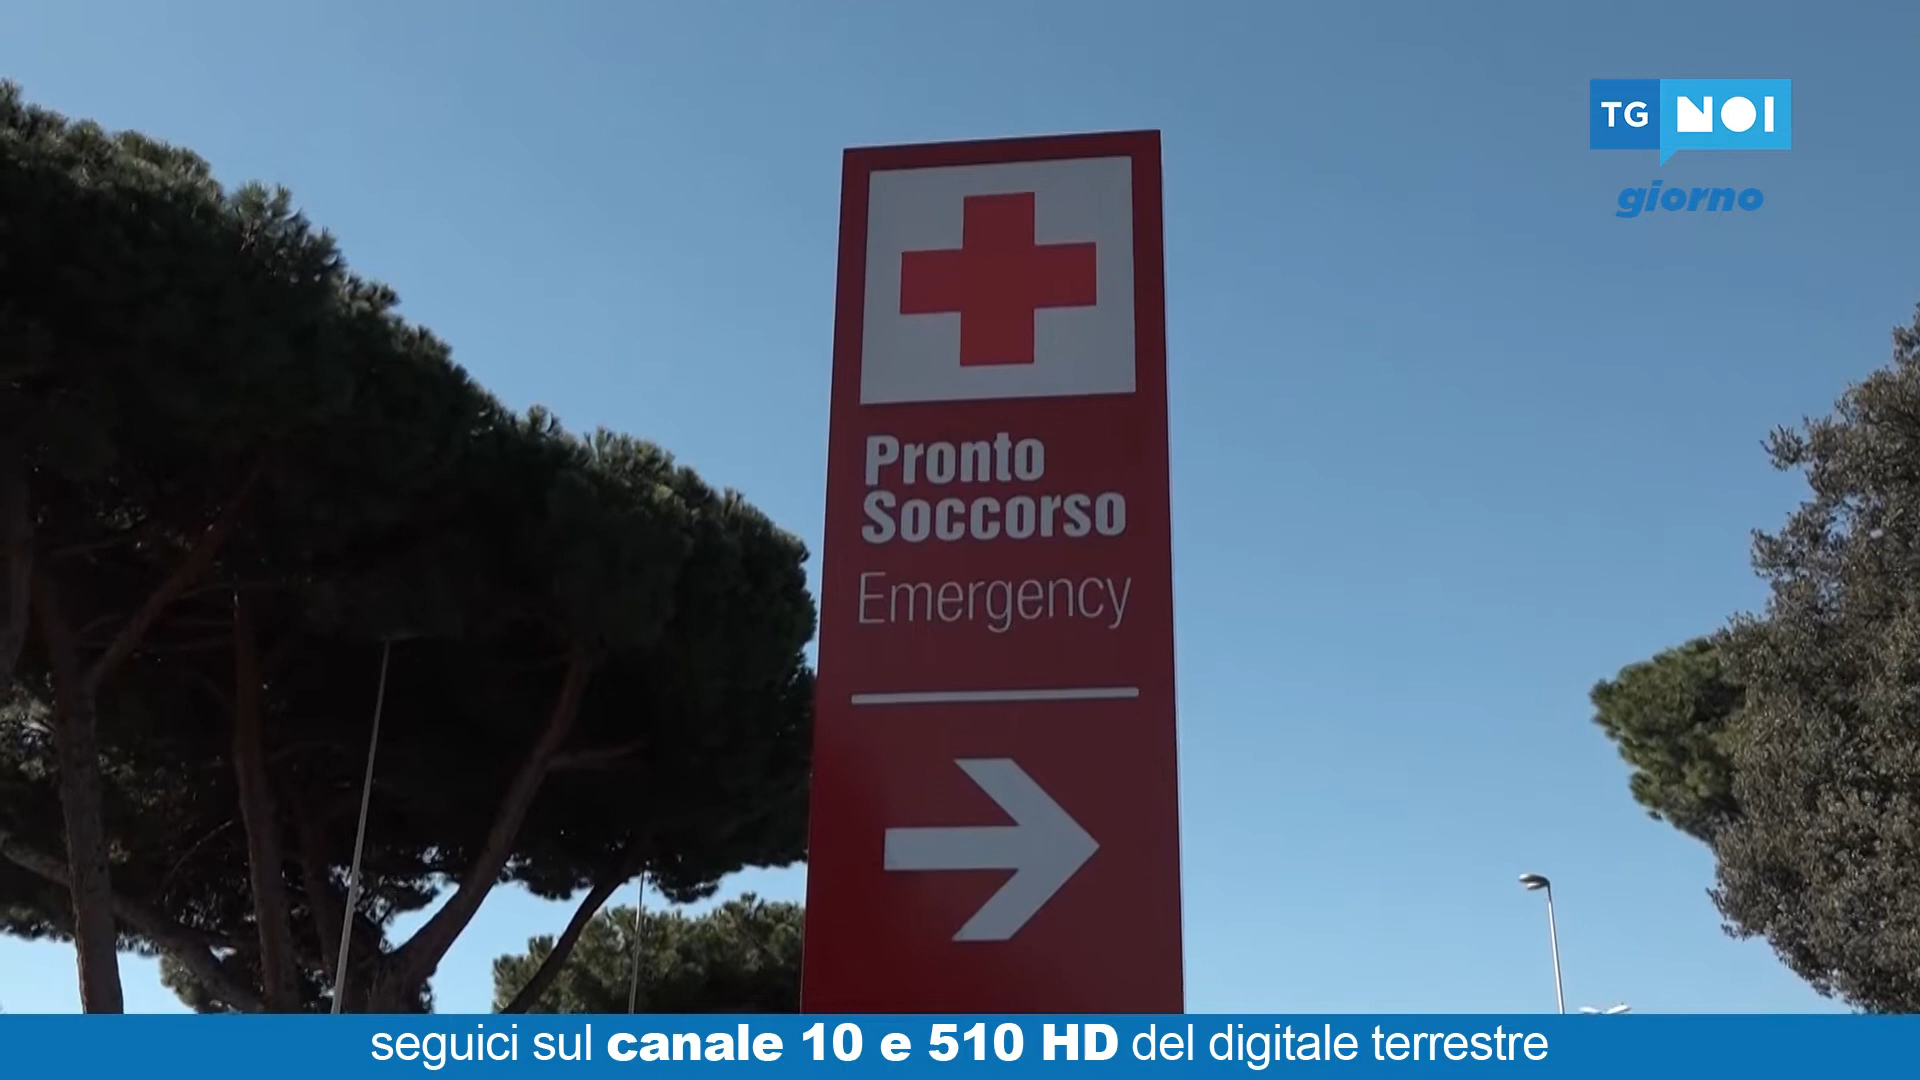 TG NOI
giorno
Pronto
Soccorso
Emergency
seguici sul canale 10 e 510 HD del digitale terrestre